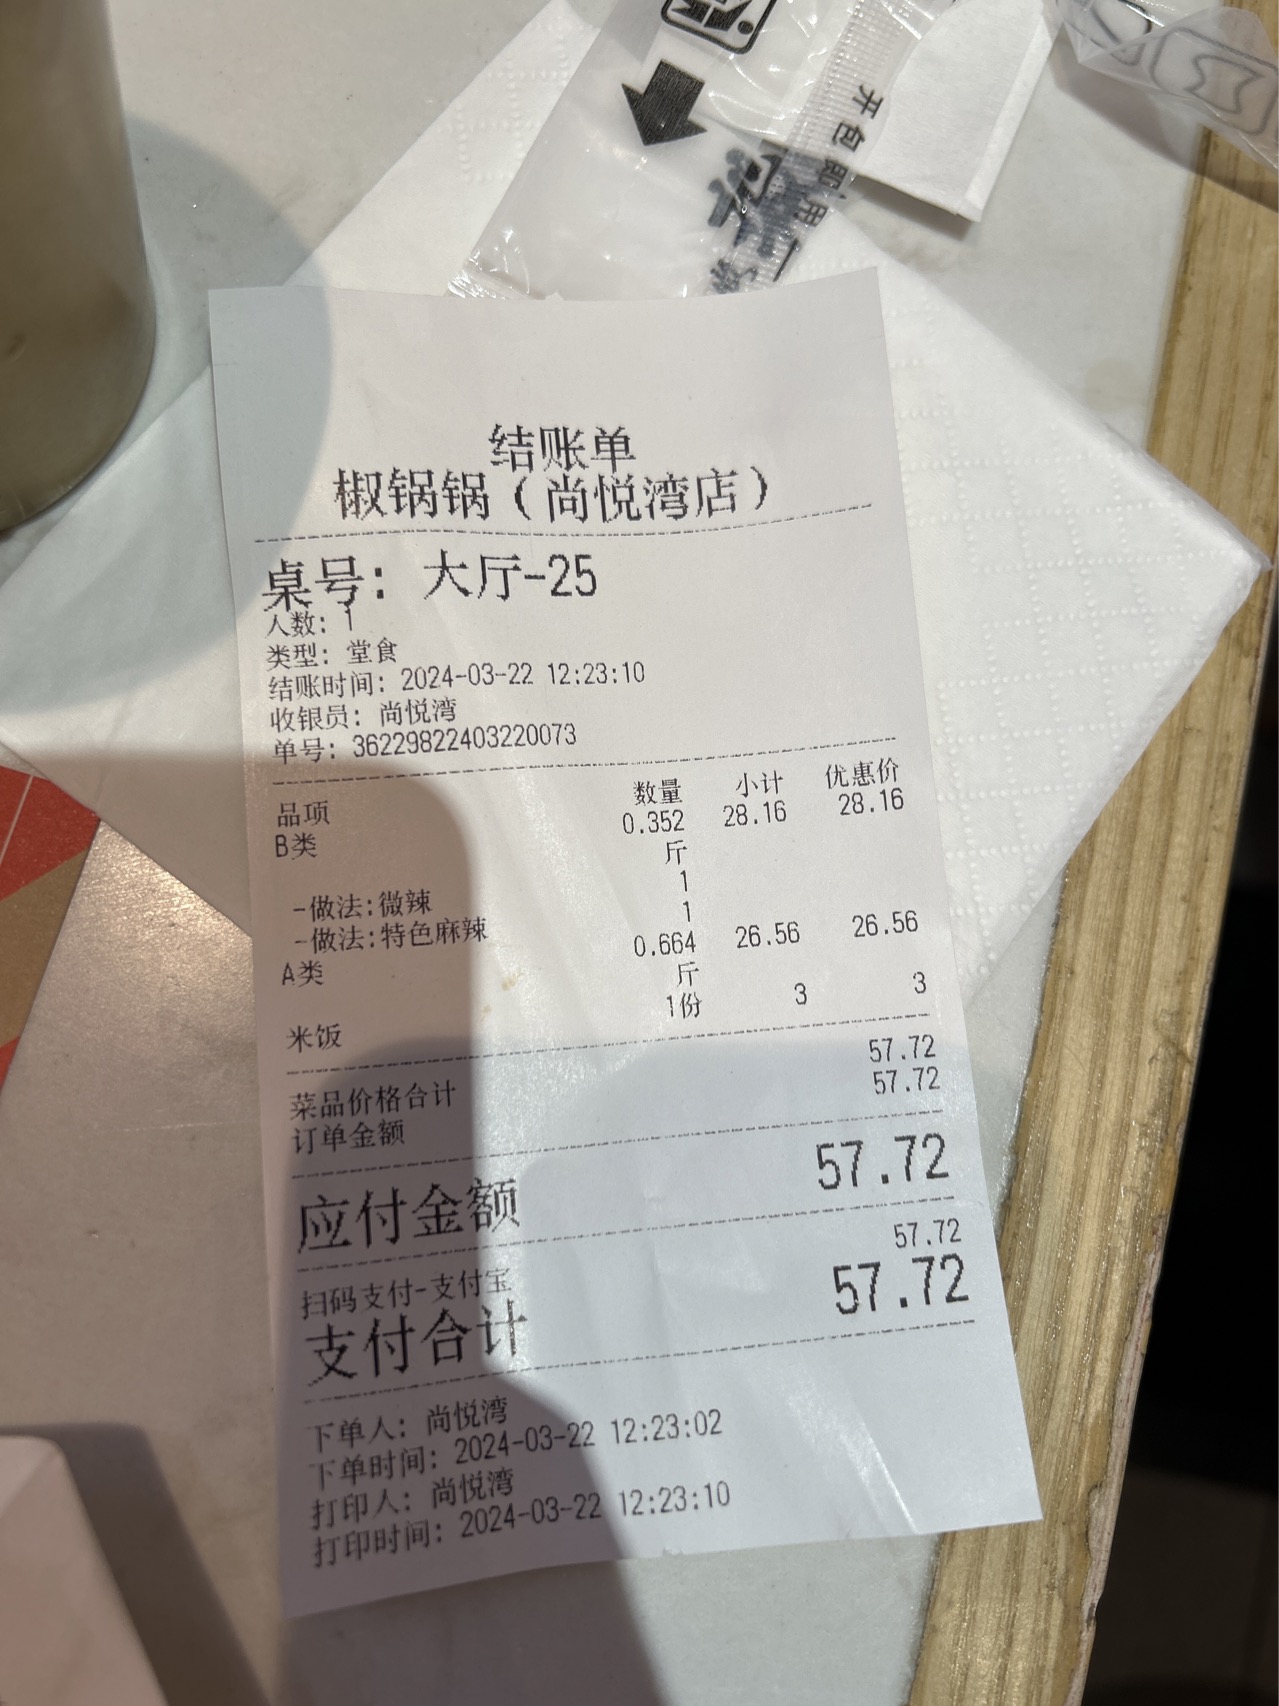 开包即用
结账单
椒锅锅（尚悦湾店）
桌号: 大厅-25
人数: 1
类型: 堂食
结账时间: 2024-03-22 12:23:10
收银员: 尚悦湾
单号: 36229822403220073
品项 数量 小计 优惠价
B类 0.352 28.16 28.16
斤
-做法:微辣 1
-做法:特色麻辣 1
A类 0.664 26.56 26.56
斤
米饭 1份 3 3
菜品价格合计 57.72
订单金额 57.72
应付金额 57.72
扫码支付-支付宝 57.72
支付合计 57.72
下单人: 尚悦湾
下单时间: 2024-03-22 12:23:02
打印人: 尚悦湾
打印时间: 2024-03-22 12:23:10